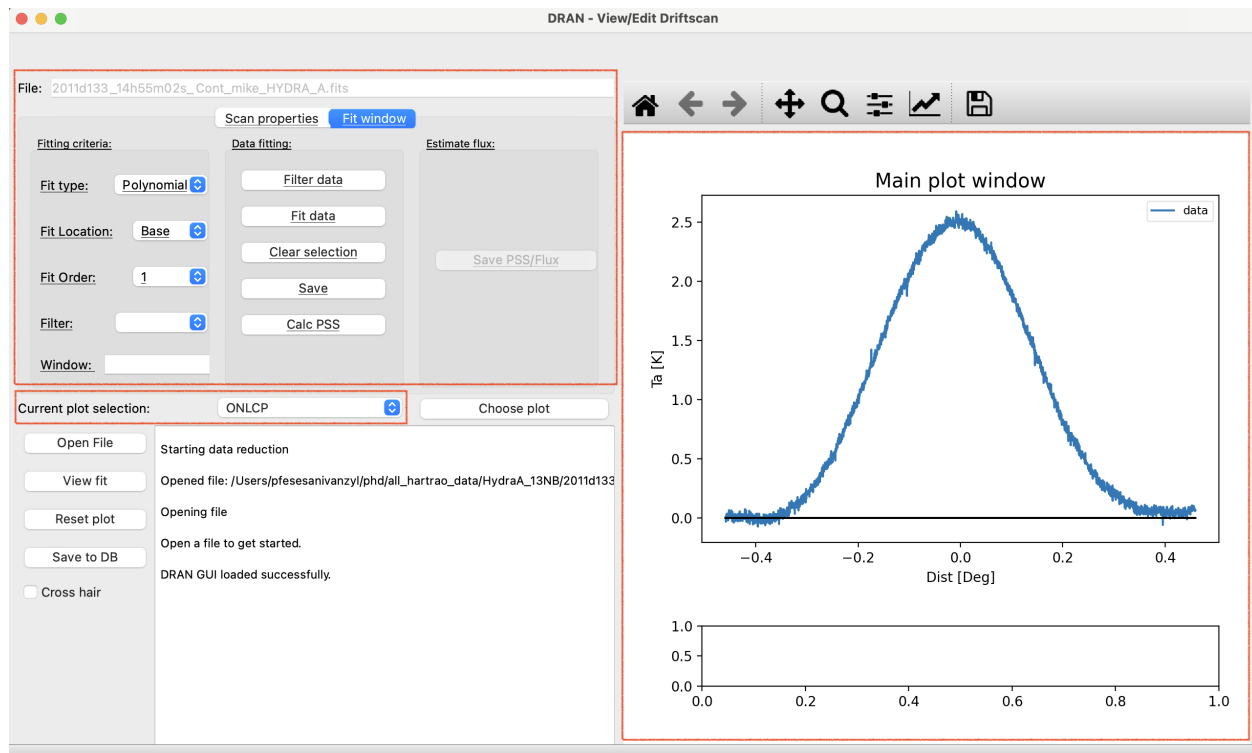 DRAN - View/Edit Driftscan
File: 2011d133_14h55m02s_Cont_mike_HYDRA_A.fits
Scan properties Fit window
Fitting criteria: Data fitting: Estimate flux:
Fit type: Polynomial
Fit Location: Base
Fit Order: 1
Filter:
Window:
Filter data
Fit data
Clear selection
Save
Calc PSS
Save PSS/Flux
Current plot selection: ONLCP Choose plot
Open File
View fit
Reset plot
Save to DB
Cross hair
Starting data reduction
Opened file: /Users/pfesesanivanzyl/phd/all_hartrao_data/HydraA_13NB/2011d133
Opening file
Open a file to get started.
DRAN GUI loaded successfully.
Main plot window
data
Ta [K]
2.5
2.0
1.5
1.0
0.5
0.0
−0.4 −0.2 0.0 0.2 0.4
Dist [Deg]
1.0
0.5
0.0
0.0 0.2 0.4 0.6 0.8 1.0